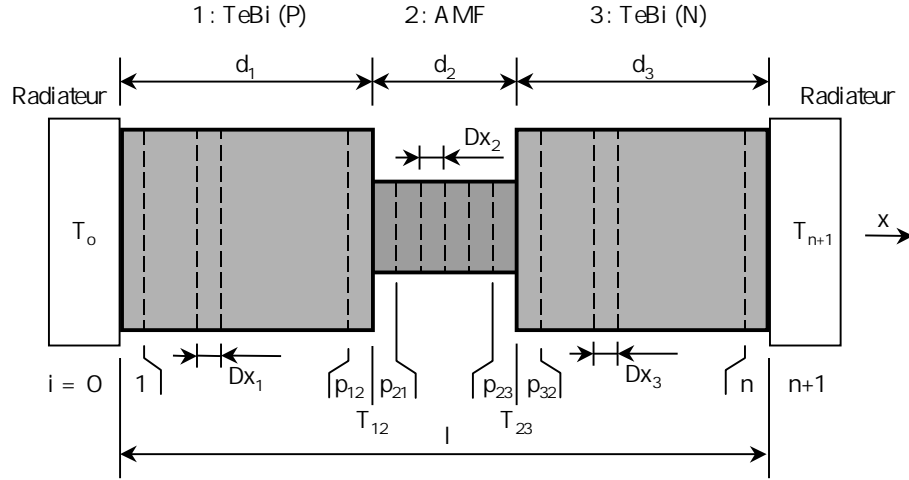 1: TeBi (P) 2: AMF 3: TeBi (N)
d1 d2 d3
Radiateur Radiateur
Dx2
To Tn+1 x
Dx1 Dx3
i = 0 1 p12 p21 p23 p32 n n+1
T12 T23
l